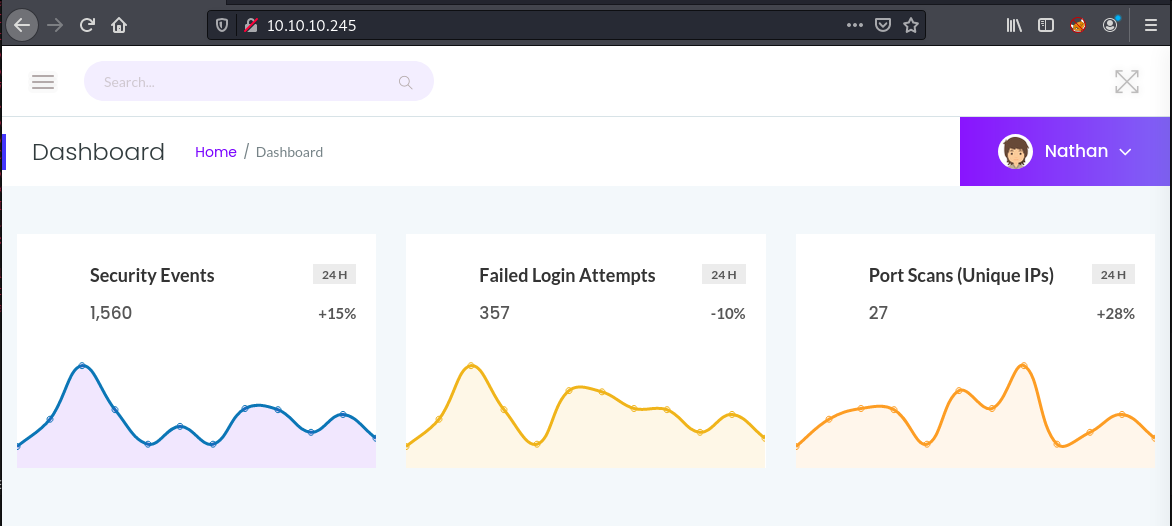 10.10.10.245
Search...
Dashboard Home / Dashboard Nathan
Security Events 24 H
1,560 +15%
Failed Login Attempts 24 H
357 -10%
Port Scans (Unique IPs) 24 H
27 +28%